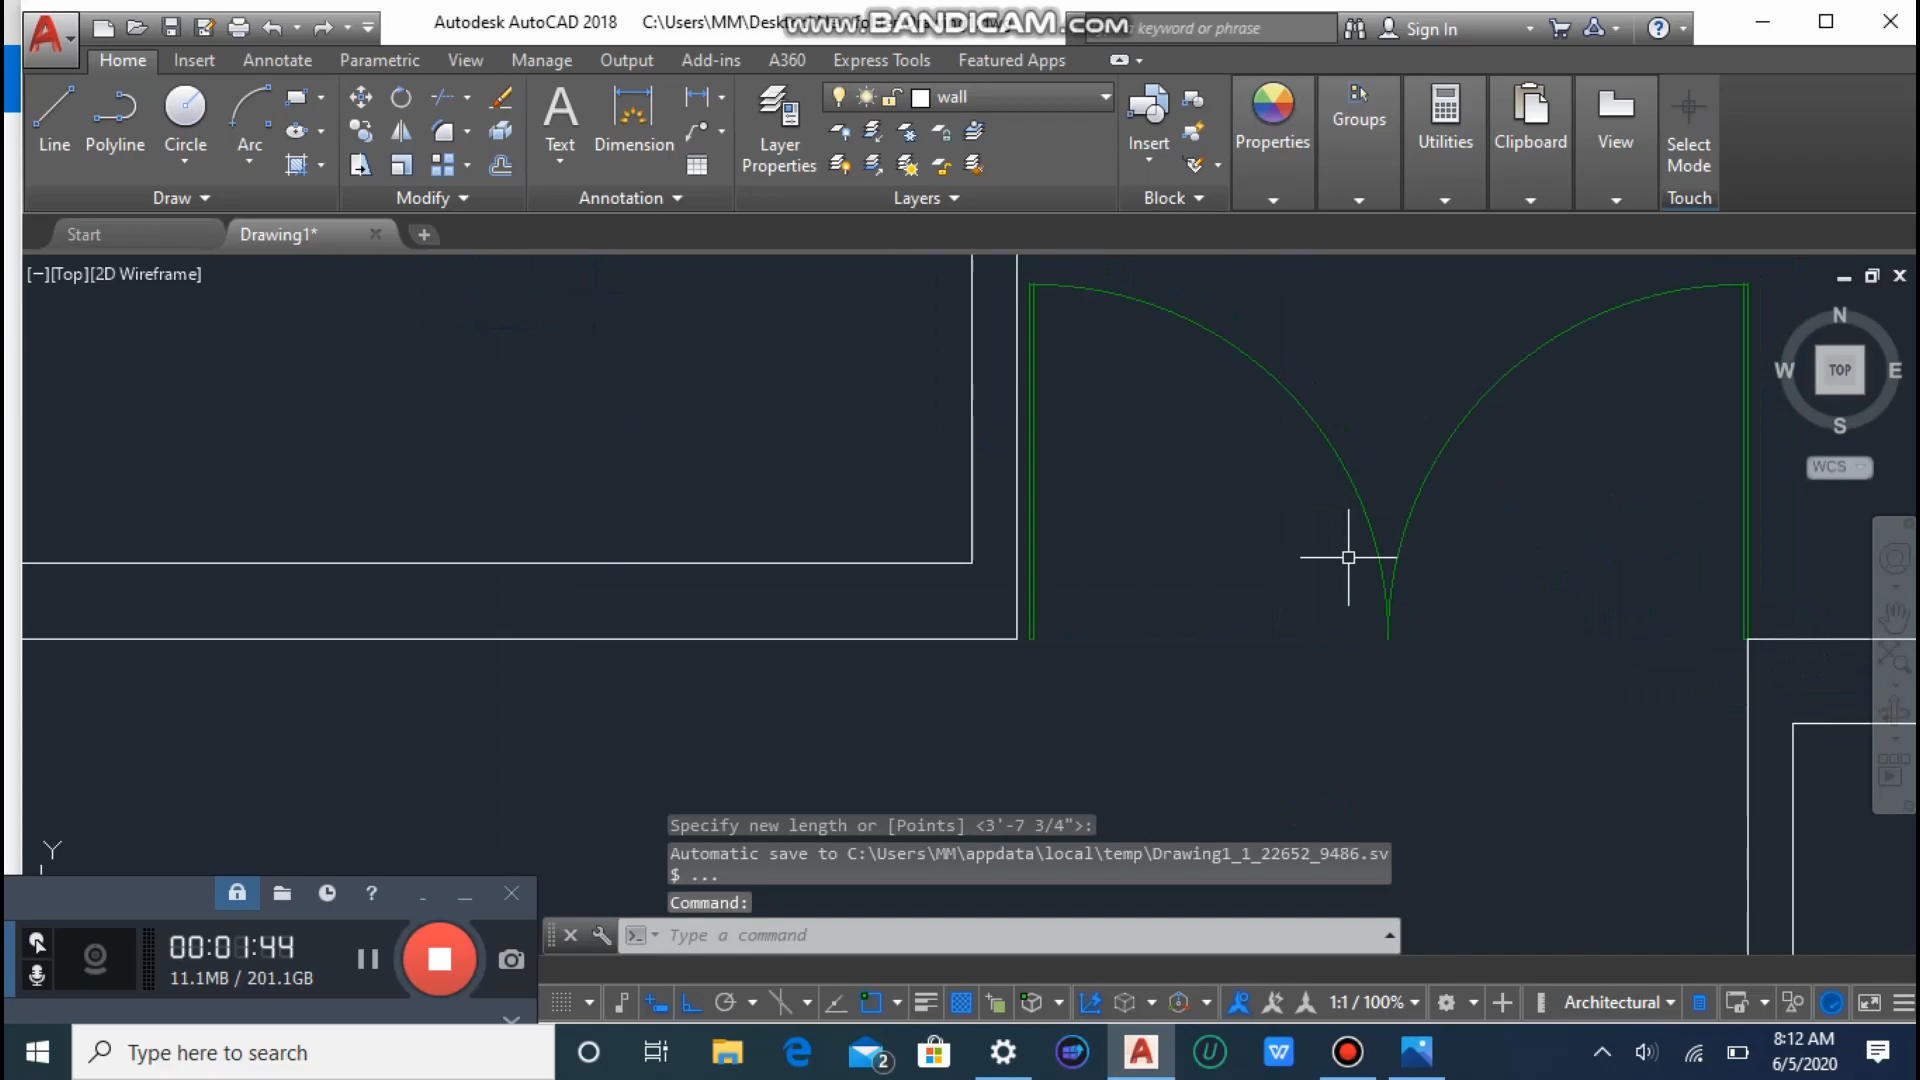 Autodesk AutoCAD 2018 C:\Users\MM\Desk
www.BANDICAM.com
keyword or phrase
Sign In
Home Insert Annotate Parametric View Manage Output Add-ins A360 Express Tools Featured Apps
wall
Line Polyline Circle Arc
Text Dimension
Layer Properties
Insert
Properties
Groups
Utilities
Clipboard
View
Select Mode
Draw Modify Annotation Layers Block Touch
Start Drawing1*
[−][Top][2D Wireframe]
N
W TOP E
S
WCS
Y
Specify new length or [Points] <3'-7 3/4">:
Automatic save to C:\Users\MM\appdata\local\temp\Drawing1_1_22652_9486.sv
$ ...
Command:
Type a command
00:01:44
11.1MB / 201.1GB
1:1 / 100% Architectural
Type here to search
2
8:12 AM
6/5/2020